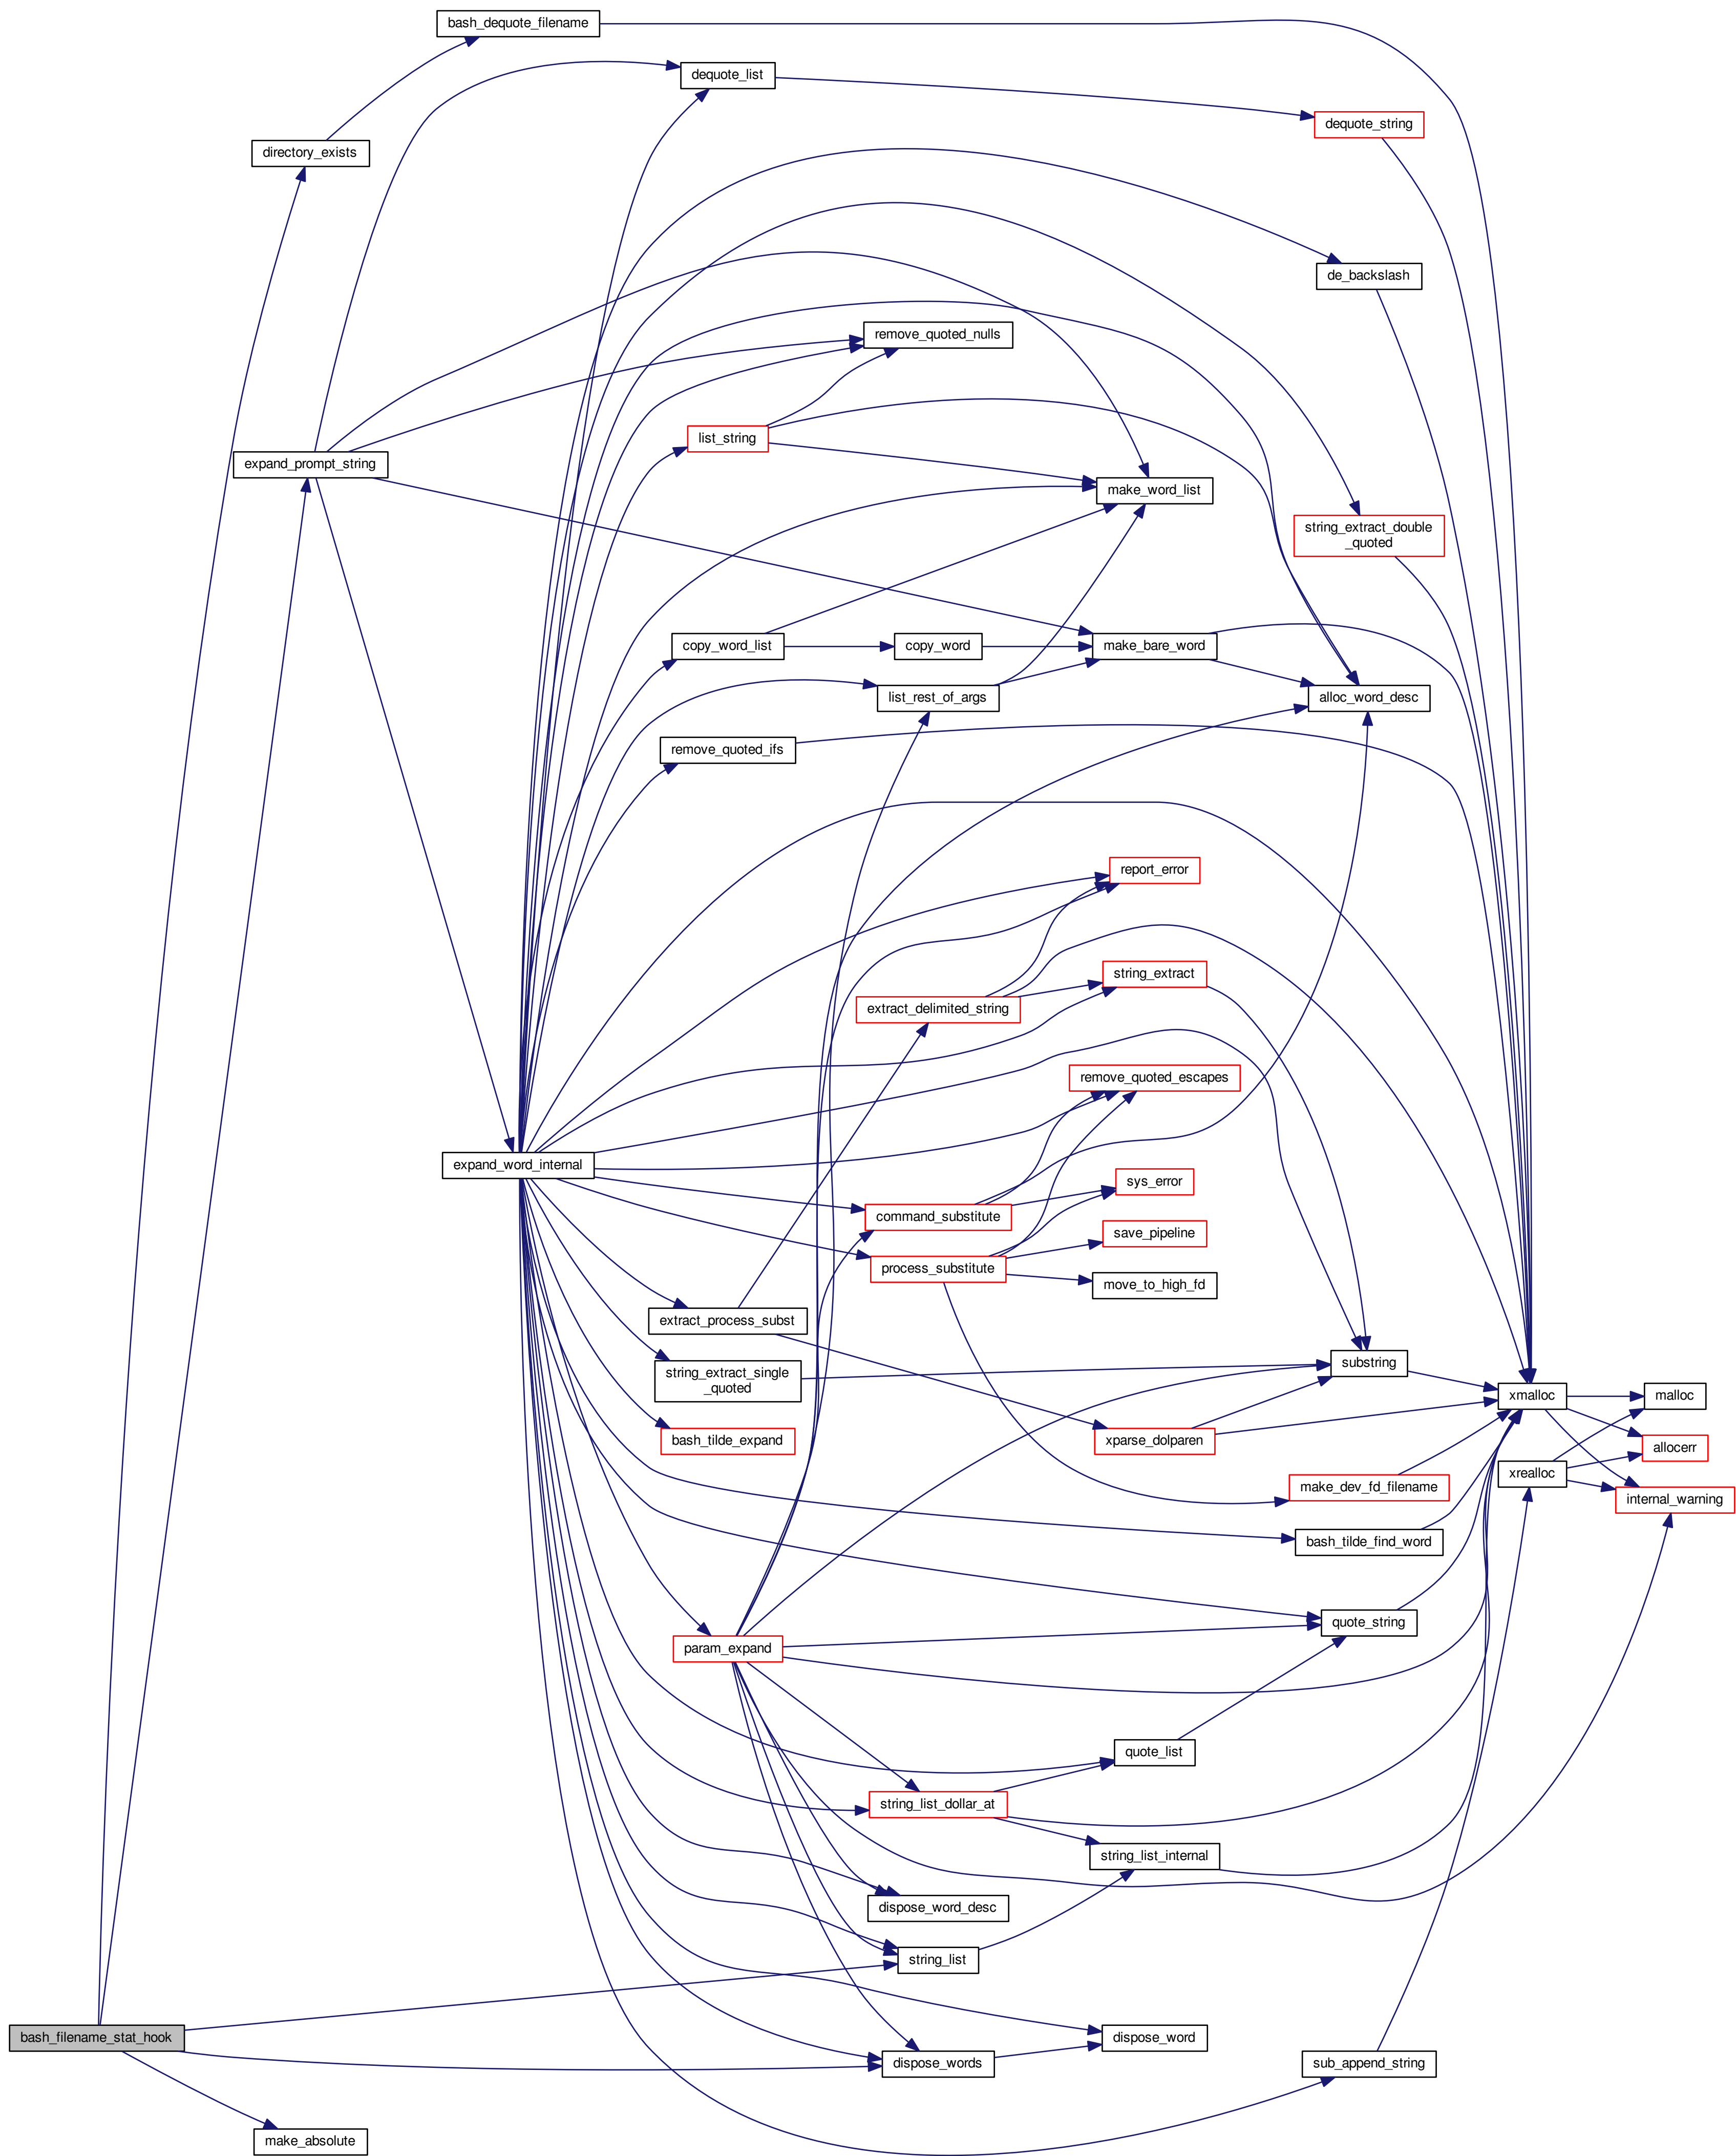 bash_dequote_filename
dequote_list
dequote_string
directory_exists
de_backslash
remove_quoted_nulls
list_string
expand_prompt_string
make_word_list
string_extract_double
_quoted
copy_word_list
copy_word
make_bare_word
list_rest_of_args
alloc_word_desc
remove_quoted_ifs
report_error
string_extract
extract_delimited_string
remove_quoted_escapes
expand_word_internal
sys_error
command_substitute
save_pipeline
process_substitute
move_to_high_fd
extract_process_subst
substring
string_extract_single
_quoted
xmalloc
malloc
bash_tilde_expand
xparse_dolparen
allocerr
xrealloc
make_dev_fd_filename
internal_warning
bash_tilde_find_word
quote_string
param_expand
quote_list
string_list_dollar_at
string_list_internal
dispose_word_desc
string_list
bash_filename_stat_hook
dispose_word
dispose_words
sub_append_string
make_absolute